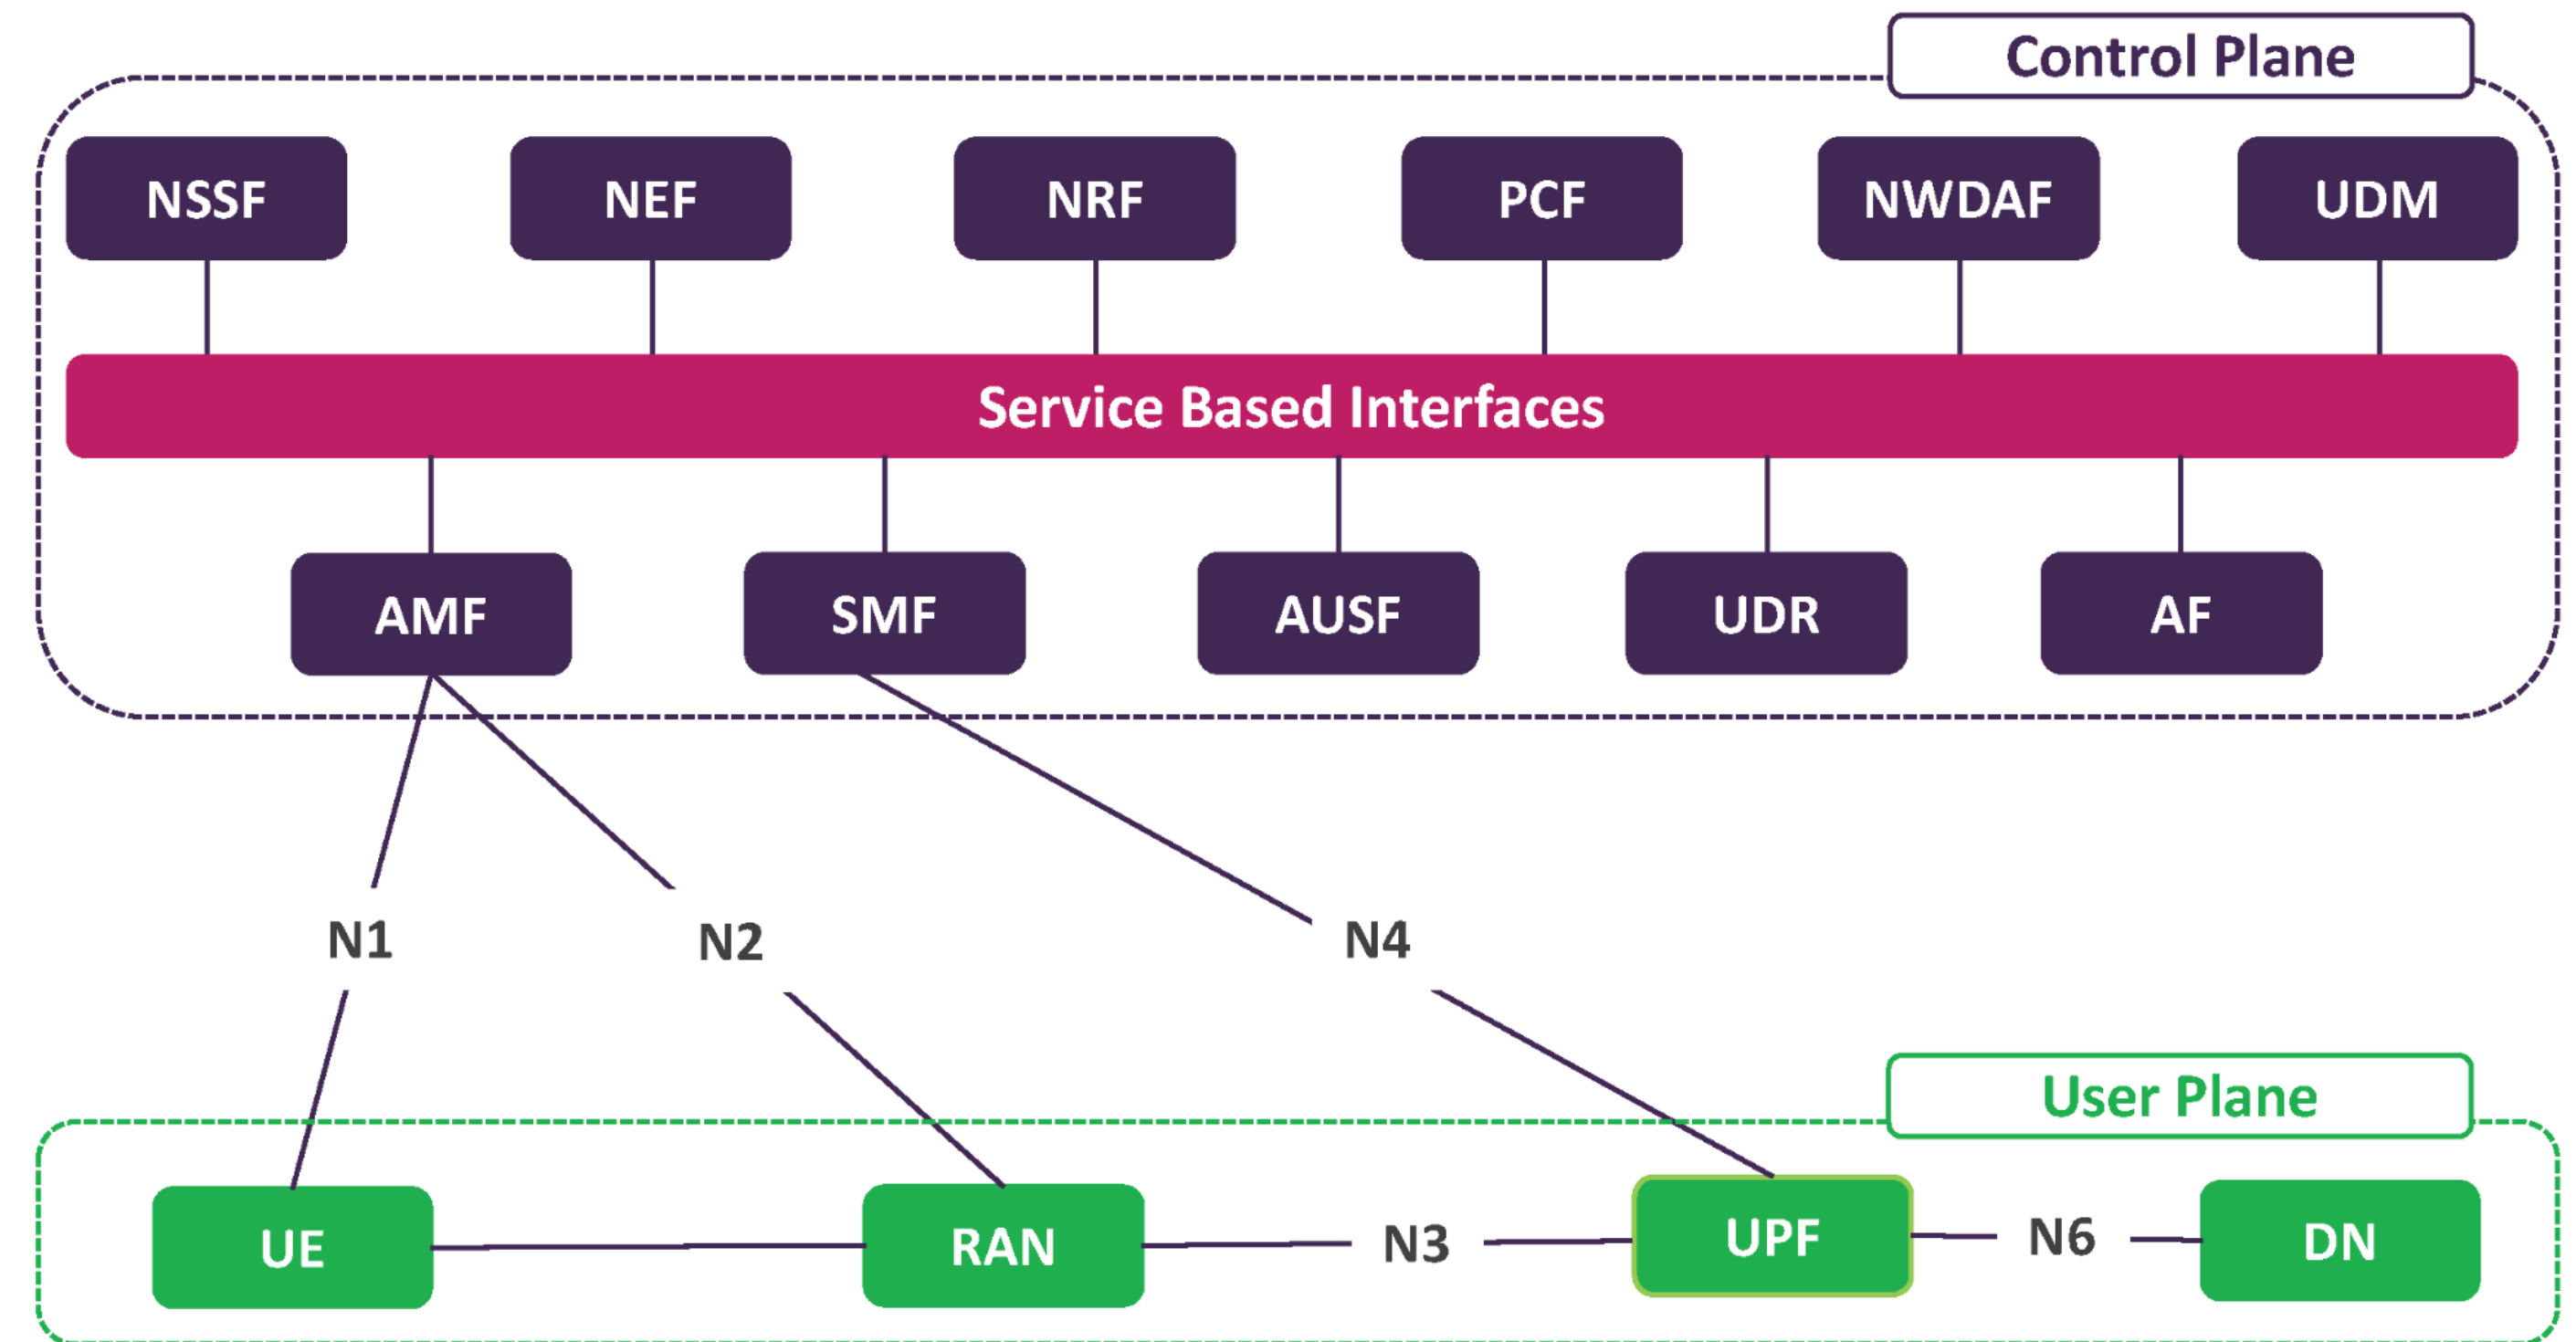 Control Plane
NSSF
NEF
NRF
PCF
NWDAF
UDM
Service Based Interfaces
AMF
SMF
AUSF
UDR
AF
N1
N2
N4
User Plane
UE
RAN
N3
UPF
N6
DN